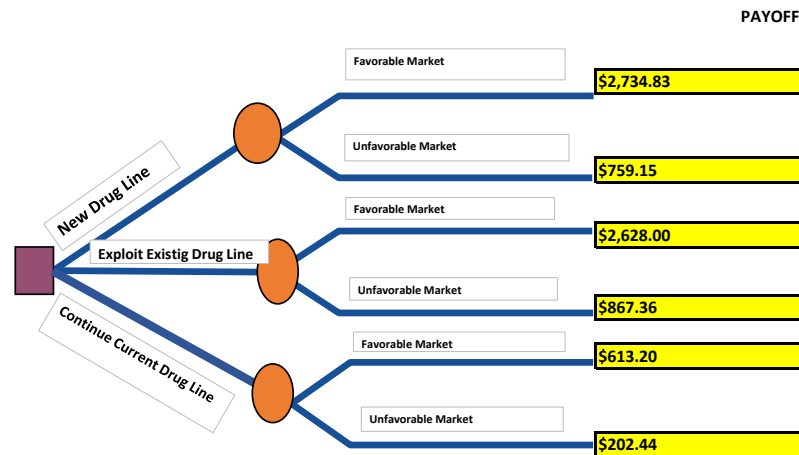 PAYOFF
Favorable Market
$2,734.83
Unfavorable Market
$759.15
New Drug Line
Favorable Market
$2,628.00
Exploit Existig Drug Line
Unfavorable Market
$867.36
Continue Current Drug Line
Favorable Market
$613.20
Unfavorable Market
$202.44